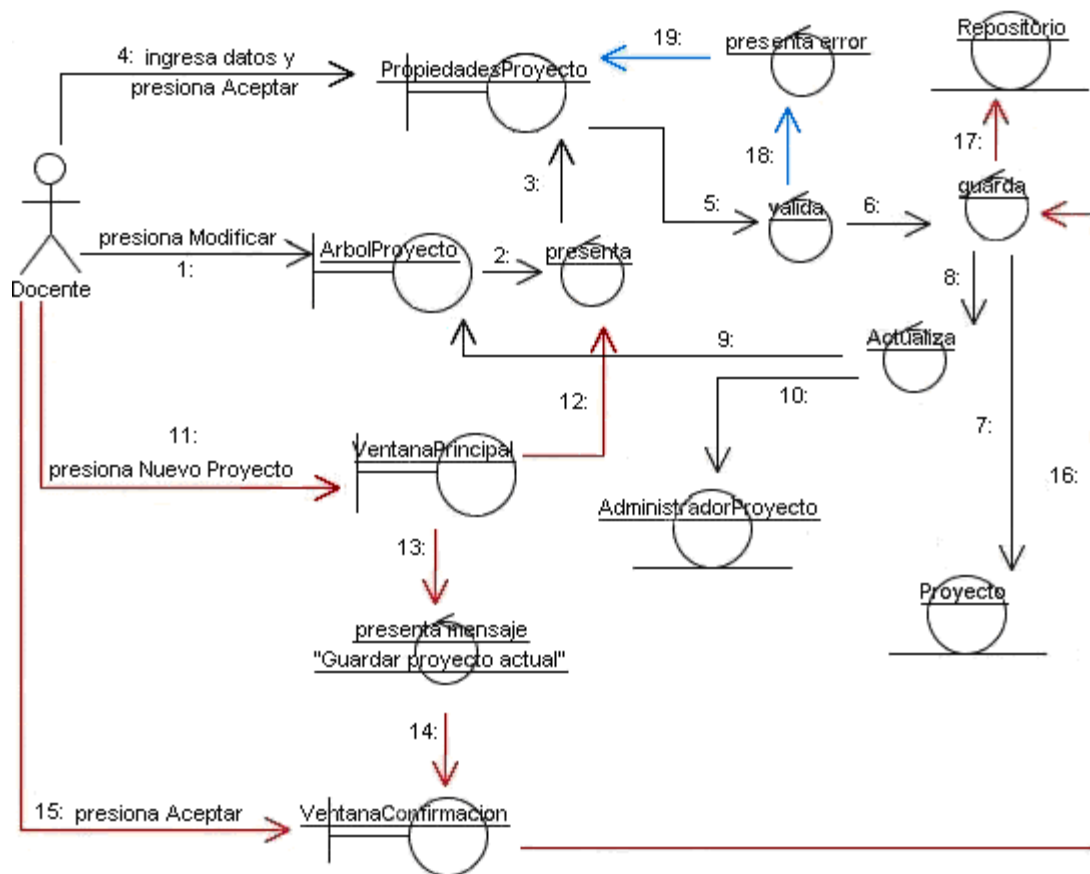 4: ingresa datos y
presiona Aceptar
PropiedadesProyecto
19:
presenta error
Repositório
3:
18:
17:
5:
valida
6:
guarda
presiona Modificar
1:
ArbolProyecto
2:
presenta
8:
Docente
9:
Actualiza
10:
12:
7:
16:
11:
presiona Nuevo Proyecto
VentanaPrincipal
AdministradorProyecto
13:
Proyecto
presenta mensaje
"Guardar proyecto actual"
14:
15: presiona Aceptar
VentanaConfirmacion